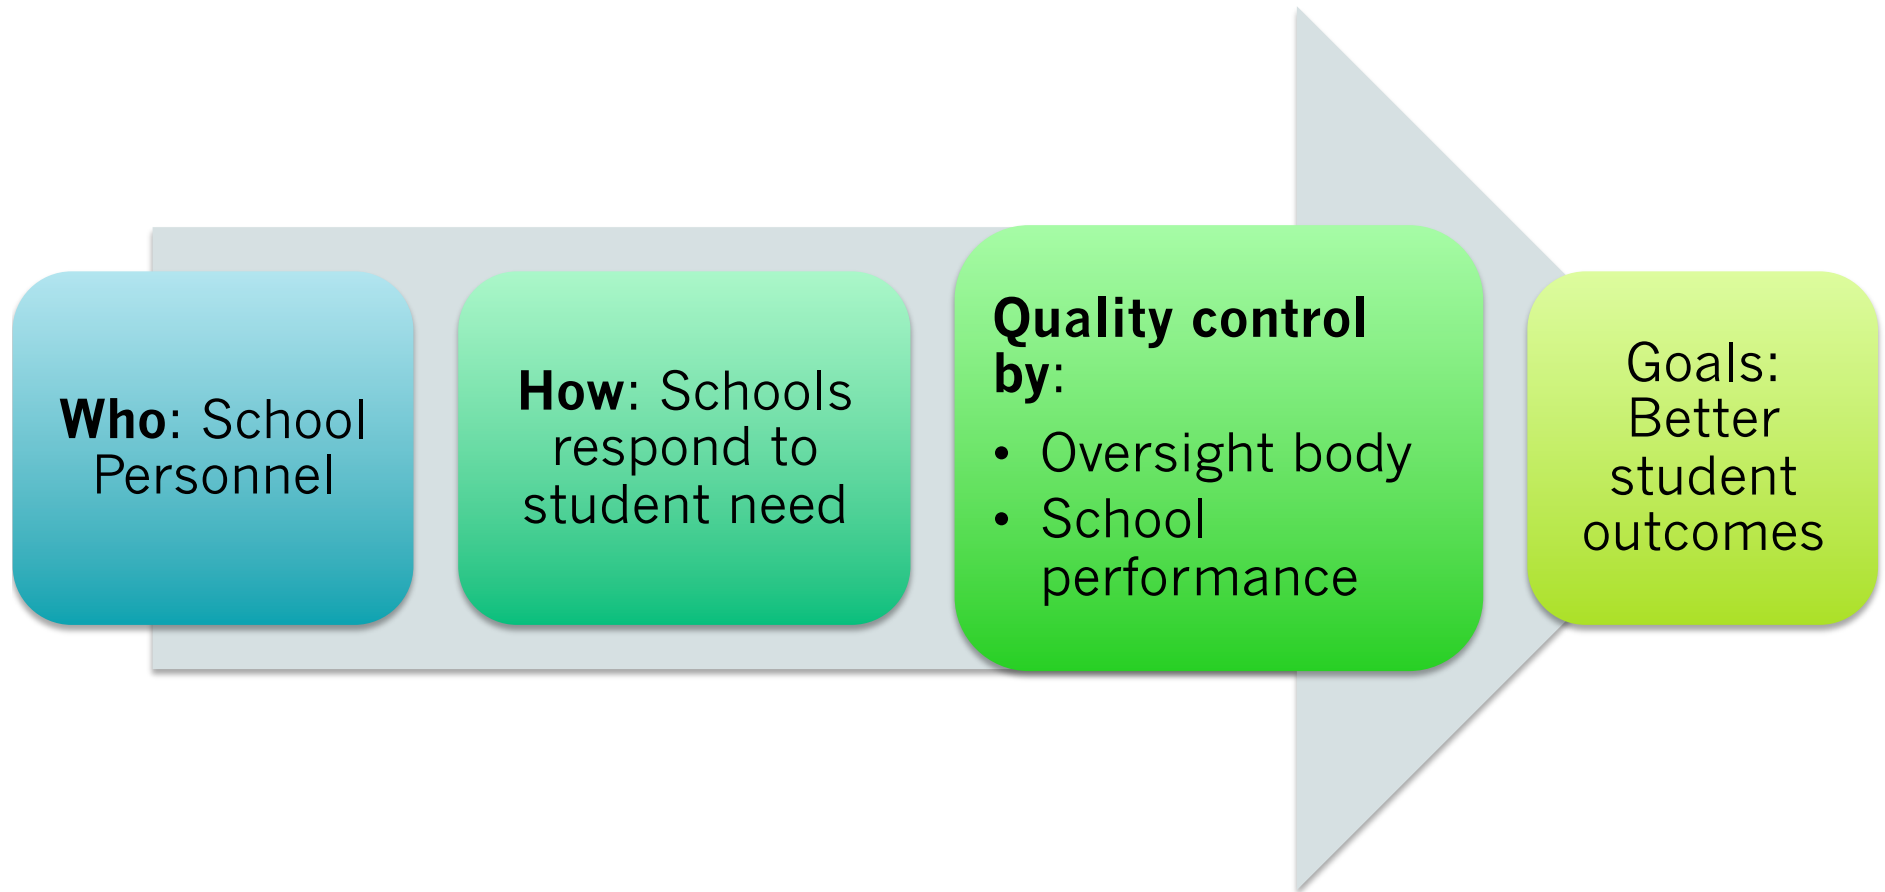 Who: School
Personnel
How: Schools
respond to
student need
Quality control
by:
• Oversight body
• School
performance
Goals:
Better
student
outcomes